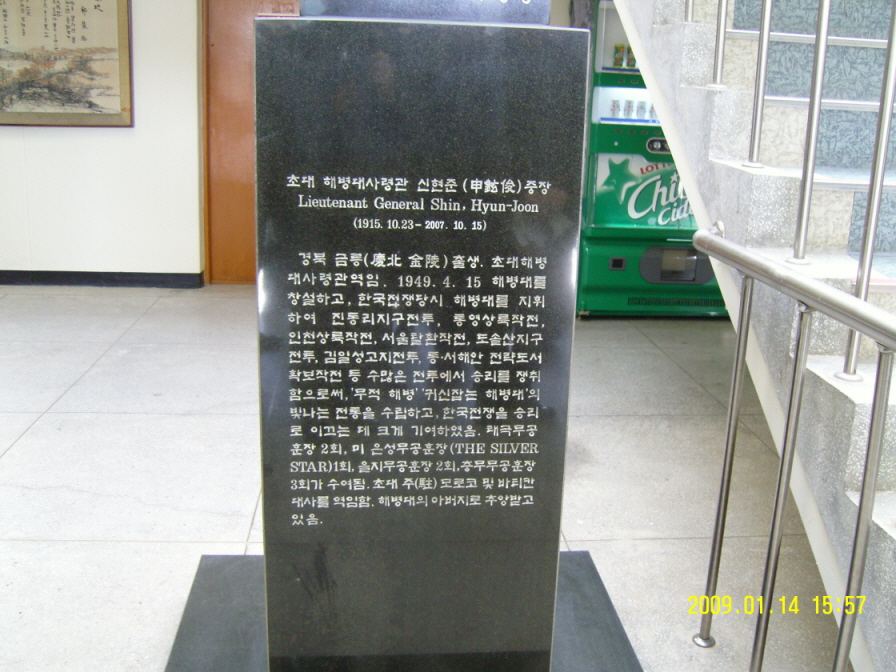 초대 해병대사령관 신현준 (申鉉俊) 중장
Lieutenant General Shin, Hyun-Joon
(1915. 10.23 – 2007. 10. 15)
경북 금릉(慶北 金陵) 출생. 초대해병
대사령관역임. 1949. 4. 15 해병대를
창설하고, 한국전쟁당시 해병대를 지휘
하여 진동리지구전투, 통영상륙작전,
인천상륙작전, 서울탈환작전, 도솔산지구
전투, 김일성고지전투, 동·서해안 전략도서
확보작전 등 수많은 전투에서 승리를 쟁취
함으로써, '무적 해병' '귀신잡는 해병대'의
빛나는 전통을 수립하고, 한국전쟁을 승리
로 이끄는 데 크게 기여하였음. 태극무공
훈장 2회, 미 은성무공훈장(THE SILVER
STAR)1회, 을지무공훈장 2회, 충무무공훈장
3회가 수여됨. 초대 주(駐) 모로코 및 바티칸
대사를 역임함. 해병대의 아버지로 추앙받고
있음.
LOTTE
Chil
Cid
2009.01.14 15:57